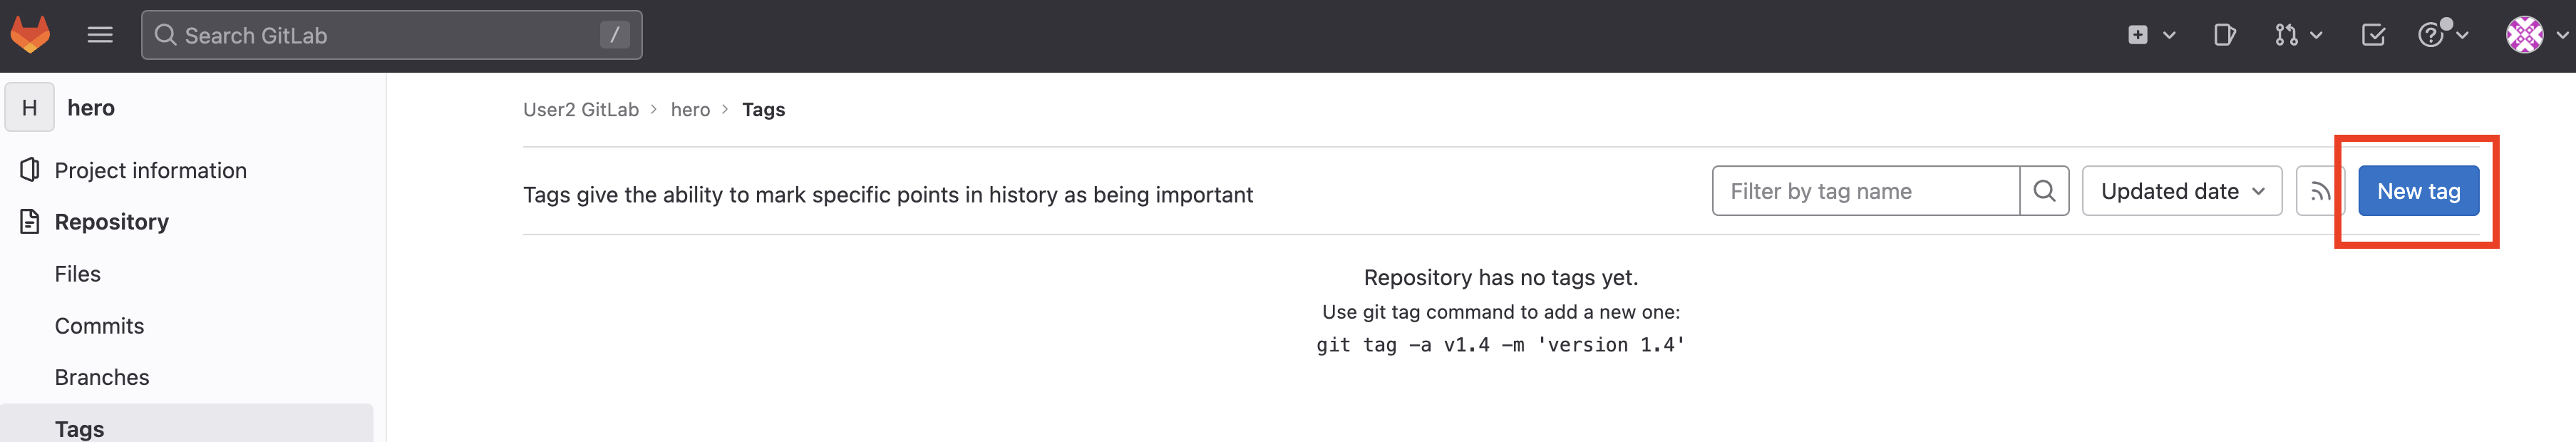 Search GitLab /
H hero
Project information
Repository
Files
Commits
Branches
Tags
User2 GitLab > hero > Tags
Tags give the ability to mark specific points in history as being important
Filter by tag name
Updated date
New tag
Repository has no tags yet.
Use git tag command to add a new one:
git tag -a v1.4 -m 'version 1.4'